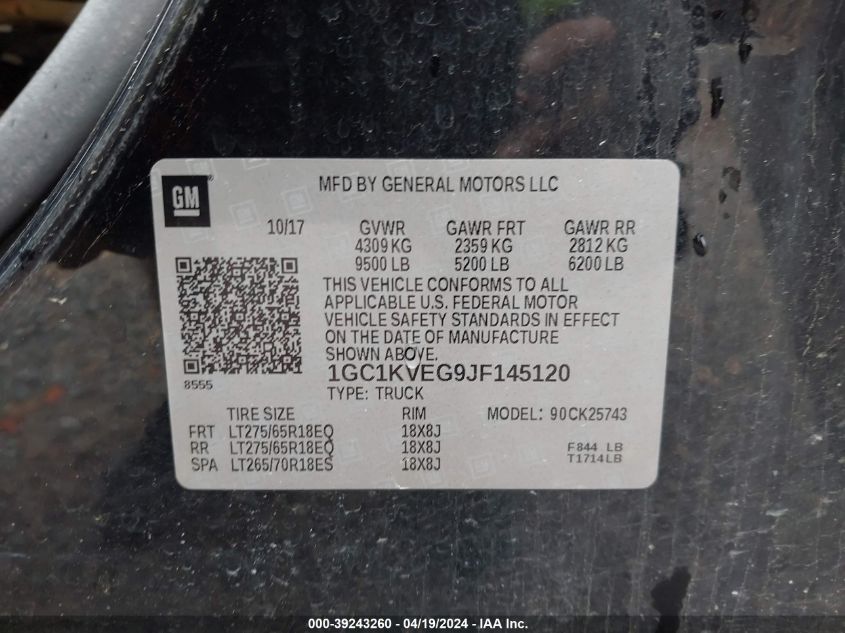 GM
MFD BY GENERAL MOTORS LLC
10/17 GVWR GAWR FRT GAWR RR
4309 KG 2359 KG 2812 KG
9500 LB 5200 LB 6200 LB
THIS VEHICLE CONFORMS TO ALL
APPLICABLE U.S. FEDERAL MOTOR
VEHICLE SAFETY STANDARDS IN EFFECT
ON THE DATE OF MANUFACTURE
SHOWN ABOVE.
8555
1GC1KVEG9JF145120
TYPE: TRUCK
TIRE SIZE RIM MODEL: 90CK25743
FRT LT275/65R18EQ 18X8J
RR LT275/65R18EQ 18X8J F844 LB
SPA LT265/70R18ES 18X8J T1714LB
000-39243260 - 04/19/2024 - IAA Inc.